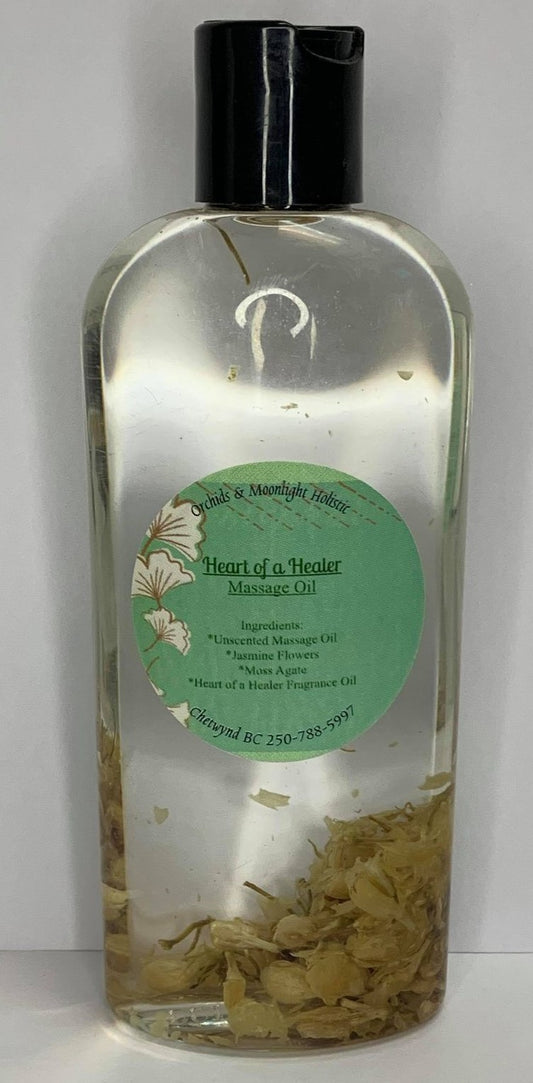 Orchids & Moonlight Holistic
Heart of a Healer
Massage Oil
Ingredients:
*Unscented Massage Oil
*Jasmine Flowers
*Moss Agate
*Heart of a Healer Fragrance Oil
Chetwynd BC 250-788-5997